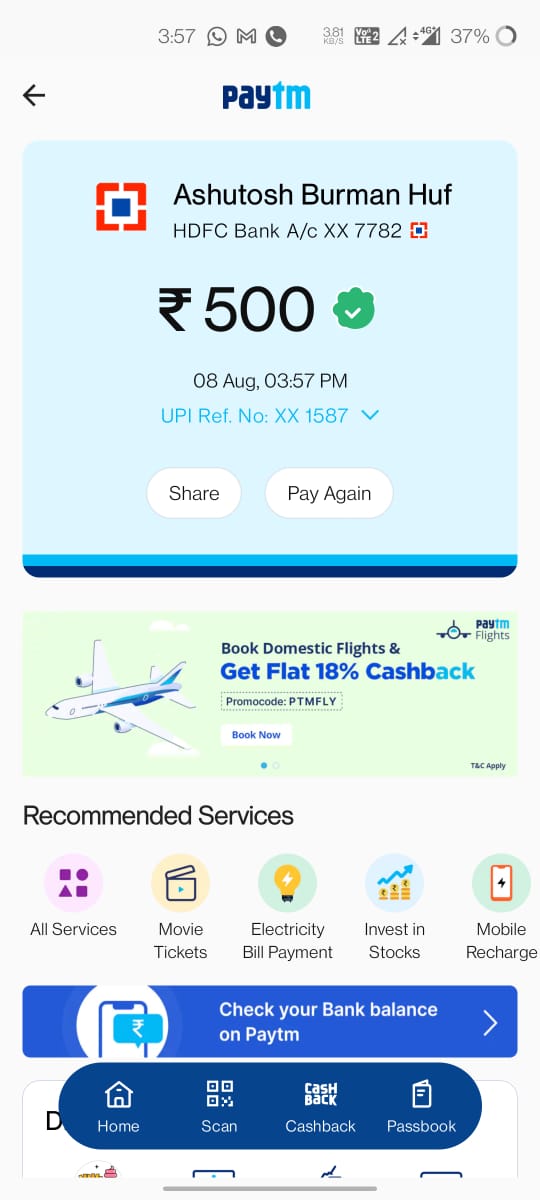 3:57 3.81 KB/S Vo LTE 2 4G 37%
paytm
Ashutosh Burman Huf
HDFC Bank A/c XX 7782
₹ 500
08 Aug, 03:57 PM
UPI Ref. No: XX 1587
Share Pay Again
paytm
Flights
Book Domestic Flights &
Get Flat 18% Cashback
Promocode: PTMFLY
Book Now
T&C Apply
Recommended Services
All Services
Movie
Tickets
Electricity
Bill Payment
Invest in
Stocks
Mobile
Recharge
Check your Bank balance
on Paytm
D
CASH
BACK
Home Scan Cashback Passbook